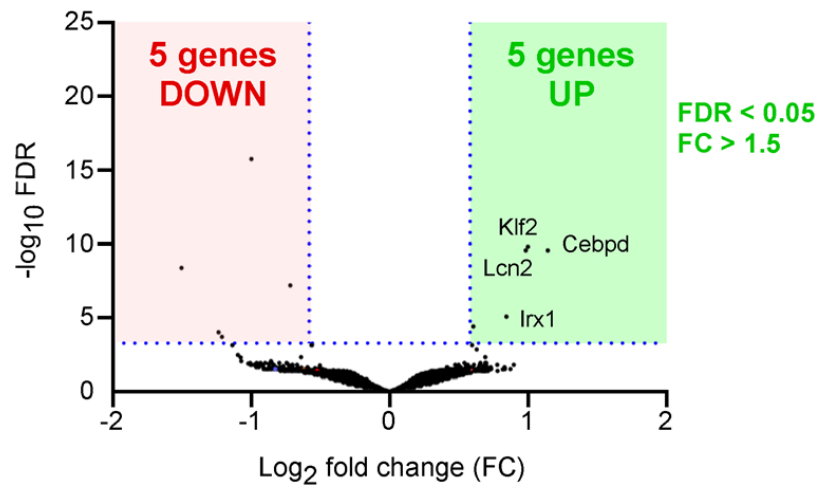 25
20
15
10
5
0
-log10 FDR
5 genes
DOWN
5 genes
UP
FDR < 0.05
FC > 1.5
Klf2
Cebpd
Lcn2
Irx1
-2
-1
0
1
2
Log2 fold change (FC)